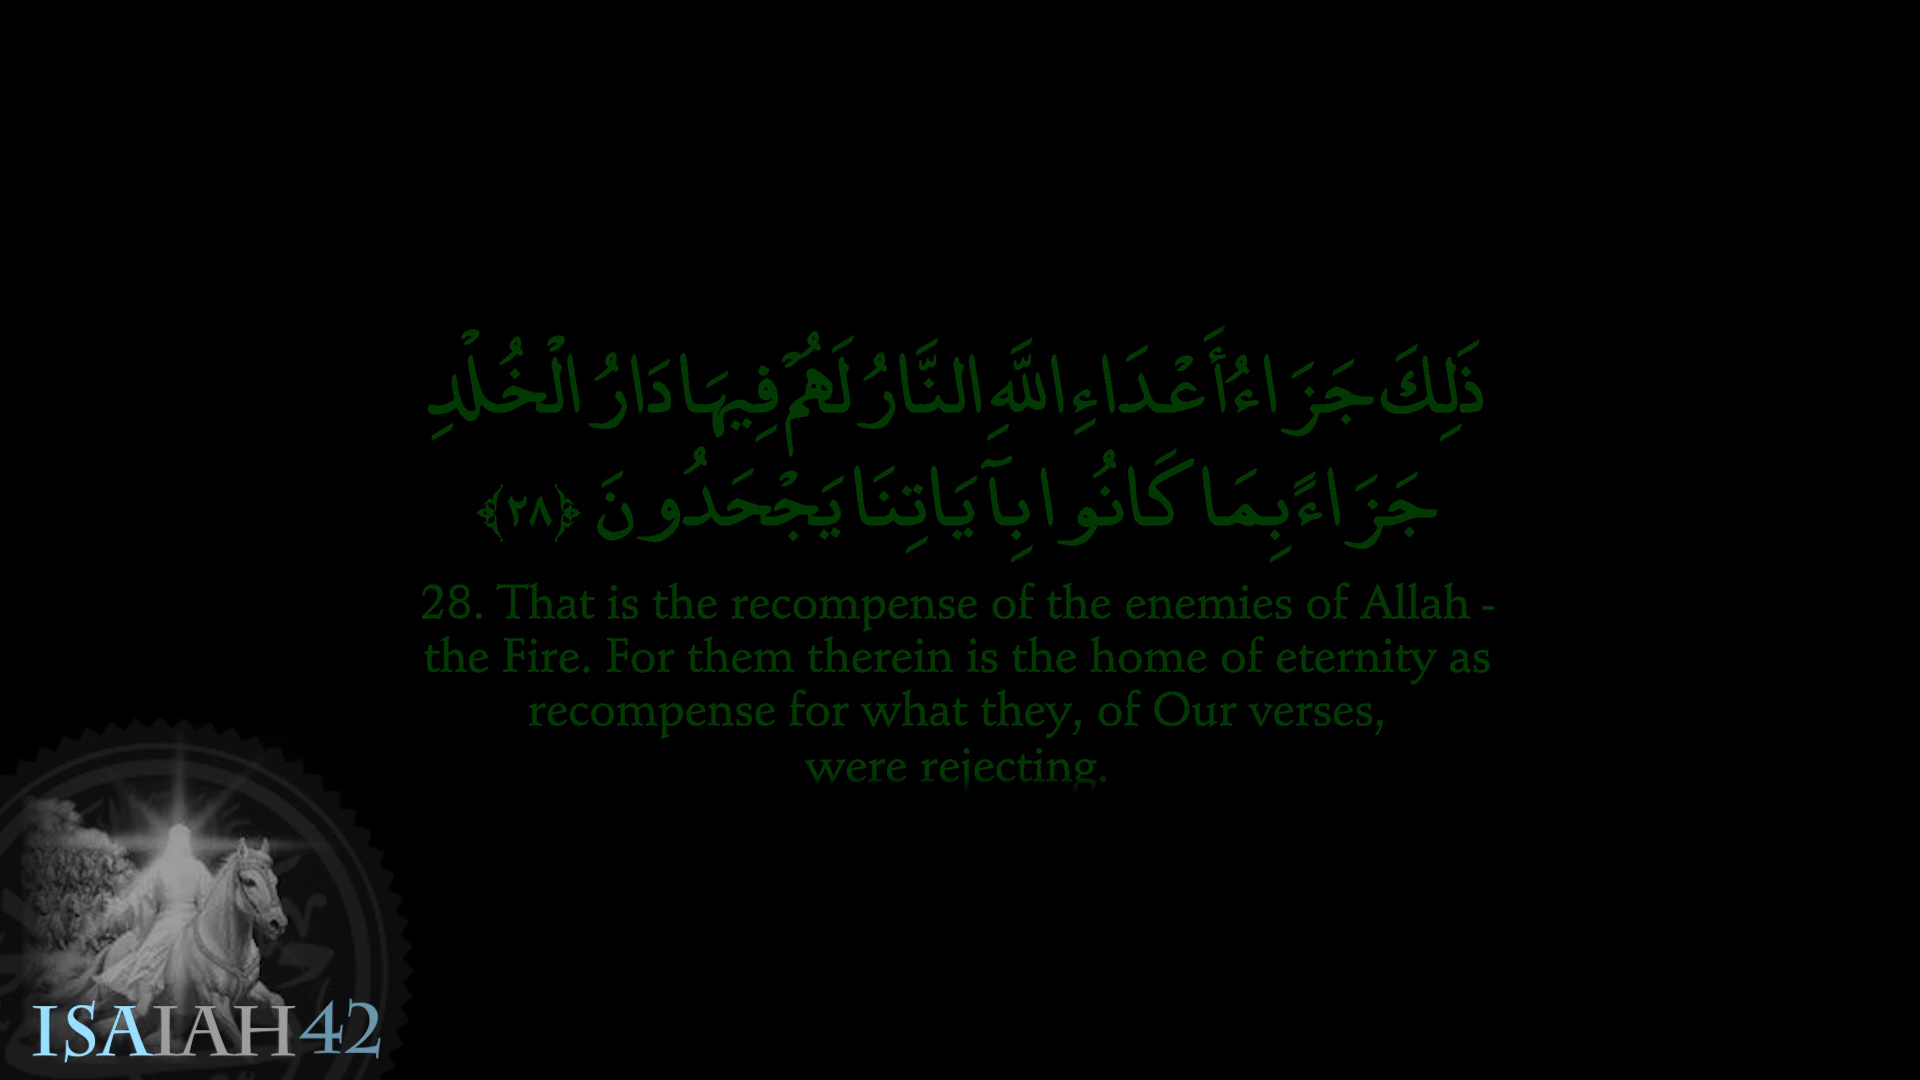 ذَلِكَ جَزَاءُ أَعْدَاءِ اللَّهِ النَّارُ لَهُمْ فِيهَا دَارُ الْخُلْدِ
جَزَاءً بِمَا كَانُوا بِآيَاتِنَا يَجْحَدُونَ ﴿٢٨﴾
28. That is the recompense of the enemies of Allah -
the Fire. For them therein is the home of eternity as
recompense for what they, of Our verses,
were rejecting.
ISAIAH 42